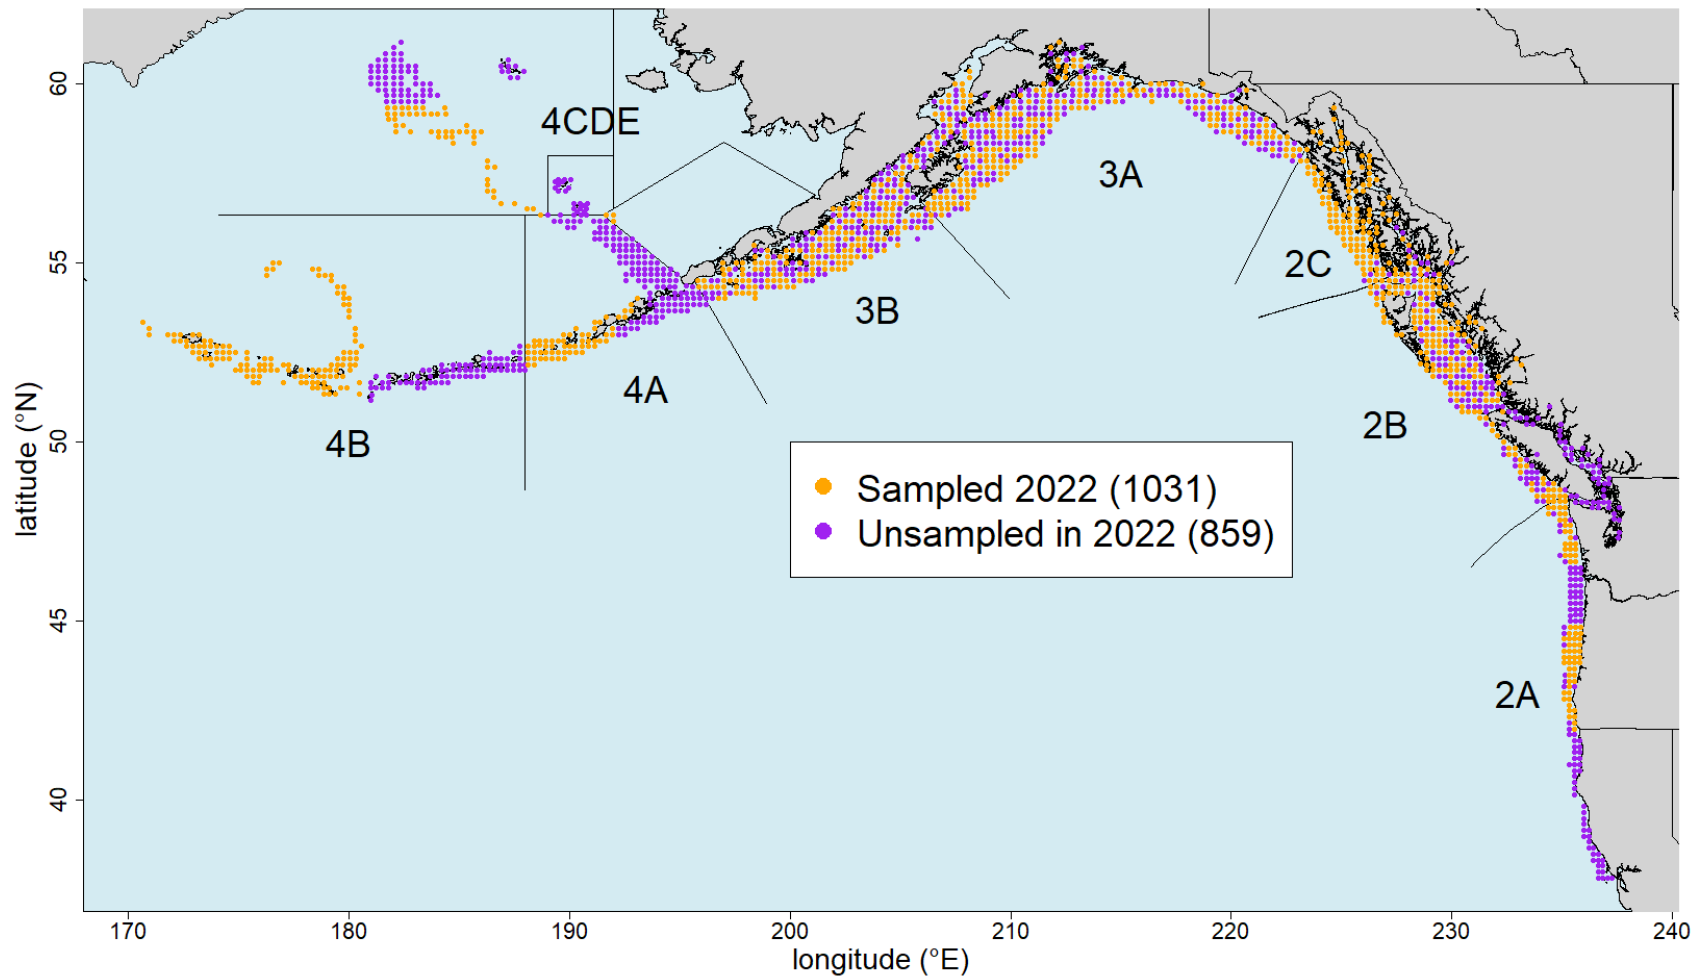 60
55
50
45
40
latitude (°N)
4CDE
3A
2C
3B
4A
2B
4B
2A
Sampled 2022 (1031)
Unsampled in 2022 (859)
170
180
190
200
210
220
230
240
longitude (°E)